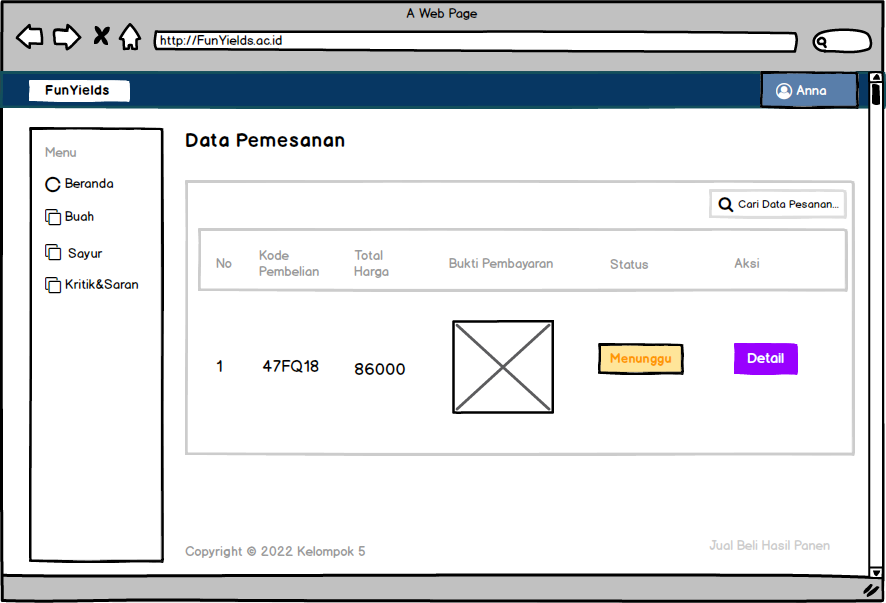 A Web Page
http://FunYields.ac.id
FunYields
Anna
Menu
Beranda
Buah
Sayur
Kritik&Saran
Data Pemesanan
Cari Data Pesanan...
No
Kode
Pembelian
Total
Harga
Bukti Pembayaran
Status
Aksi
1
47FQ18
86000
Menunggu
Detail
Copyright © 2022 Kelompok 5
Jual Beli Hasil Panen